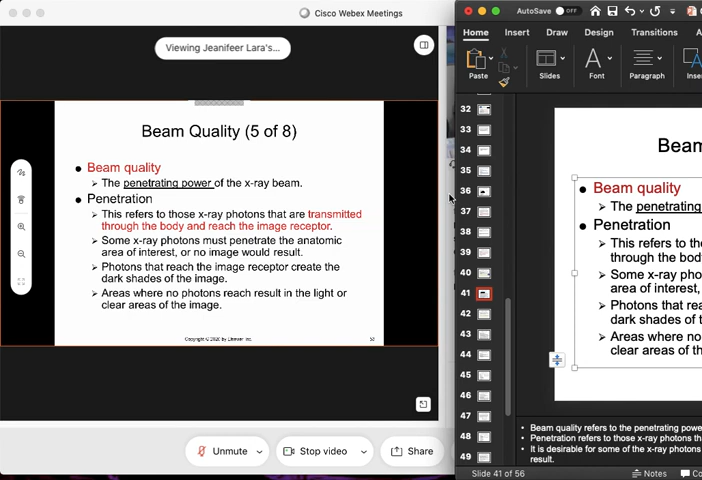 Cisco Webex Meetings
Viewing Jeanifeer Lara's...
Beam Quality (5 of 8)
Beam quality
The penetrating power of the x-ray beam.
Penetration
This refers to those x-ray photons that are transmitted
through the body and reach the image receptor.
Some x-ray photons must penetrate the anatomic
area of interest, or no image would result.
Photons that reach the image receptor create the
dark shades of the image.
Areas where no photons reach result in the light or
clear areas of the image.
Copyright © 2020 by Elsevier Inc.
Unmute
Stop video
Share
AutoSave OFF
Home Insert Draw Design Transitions A
Paste Slides Font Paragraph Inser
32
33
34
35
36
37
38
39
40
41
42
43
44
45
46
47
48
49
Beam
Beam quality
The penetrating
Penetration
This refers to tho
through the body
Some x-ray phot
area of interest,
Photons that rea
dark shades of t
Areas where no
clear areas of th
Beam quality refers to the penetrating powe
Penetration refers to those x-ray photons th
It is desirable for some of the x-ray photons
result.
Slide 41 of 56
Notes
Co